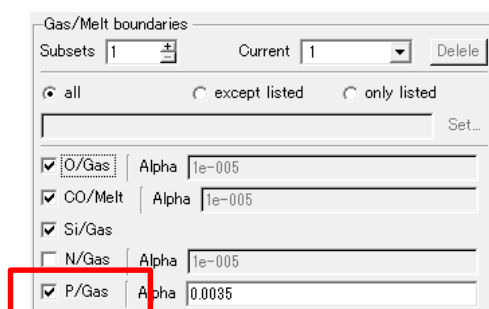 Gas/Melt boundaries
Subsets 1 Current 1 Delele
all except listed only listed
Set...
O/Gas Alpha 1e-005
CO/Melt Alpha 1e-005
Si/Gas
N/Gas Alpha 1e-005
P/Gas Alpha 0.0035